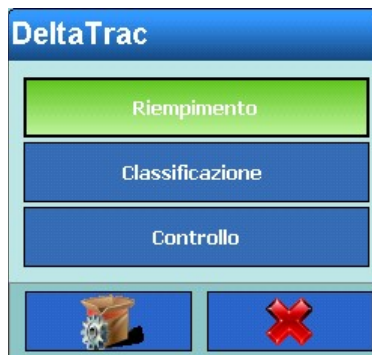 DeltaTrac
Riempimento
Classificazione
Controllo